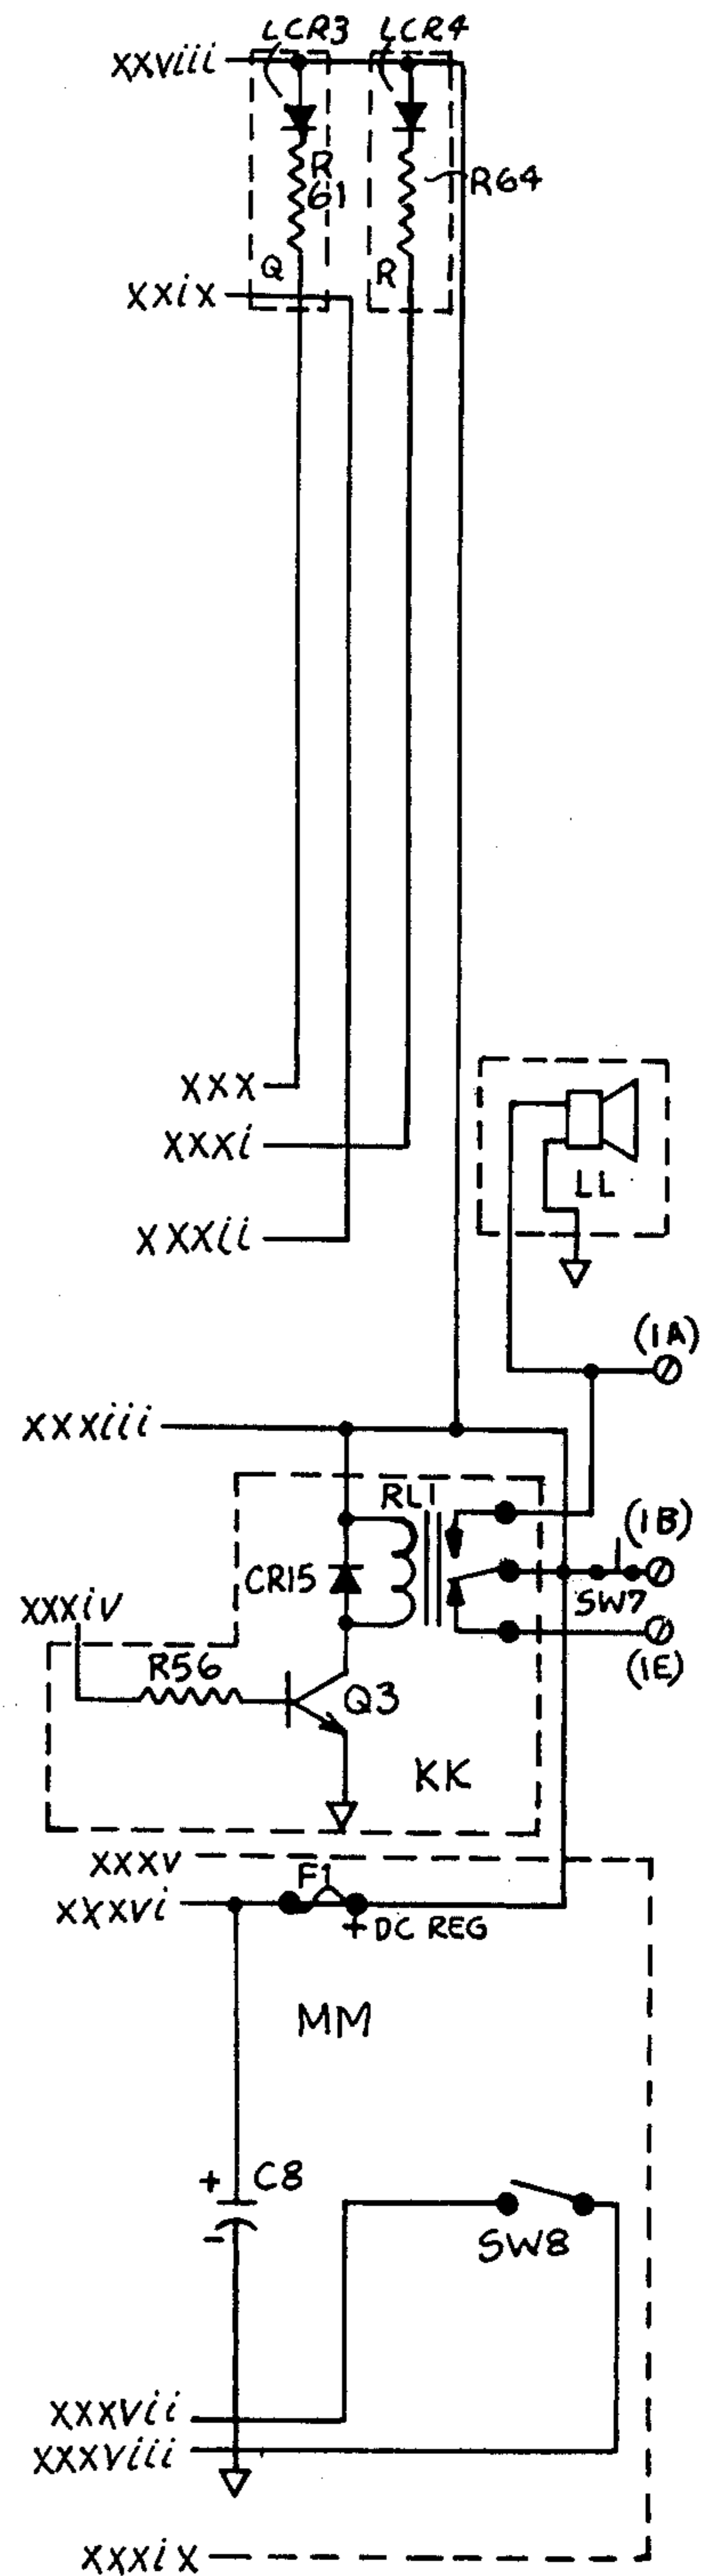 LCR3 LCR4
xxviii
R
61
R64
Q R
xxix
xxx
xxxi
LL
xxxii
(1A)
xxxiii
RL1
(1B)
CR15
SW7
xxxiv
R56
(1E)
Q3
KK
xxxv
F1
xxxvi
+ DC REG
MM
+ C8
-
SW8
xxxvii
xxxviii
xxxix